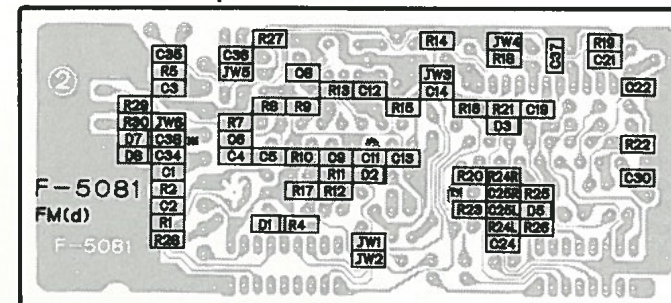 R27 R14 JW4 R19
C35 C36 R18 C37 C21
R5 JW5 C6 JW3
C3 R13 C12 C14 C22
R29 R8 R9 R15 R16 R21 C19
R30 JW6 R7 D3
D7 C38 C4 C5 R10 C9 C11 C13 R22
D8 C34
C1 R11 D2 R20 R24R C30
F-5081 R2 R17 R12 C25R R25
FM(d) C2 R23 C25L D5
F-5081 R1 D1 R4 R24L R26
JW1 C24
JW2
2